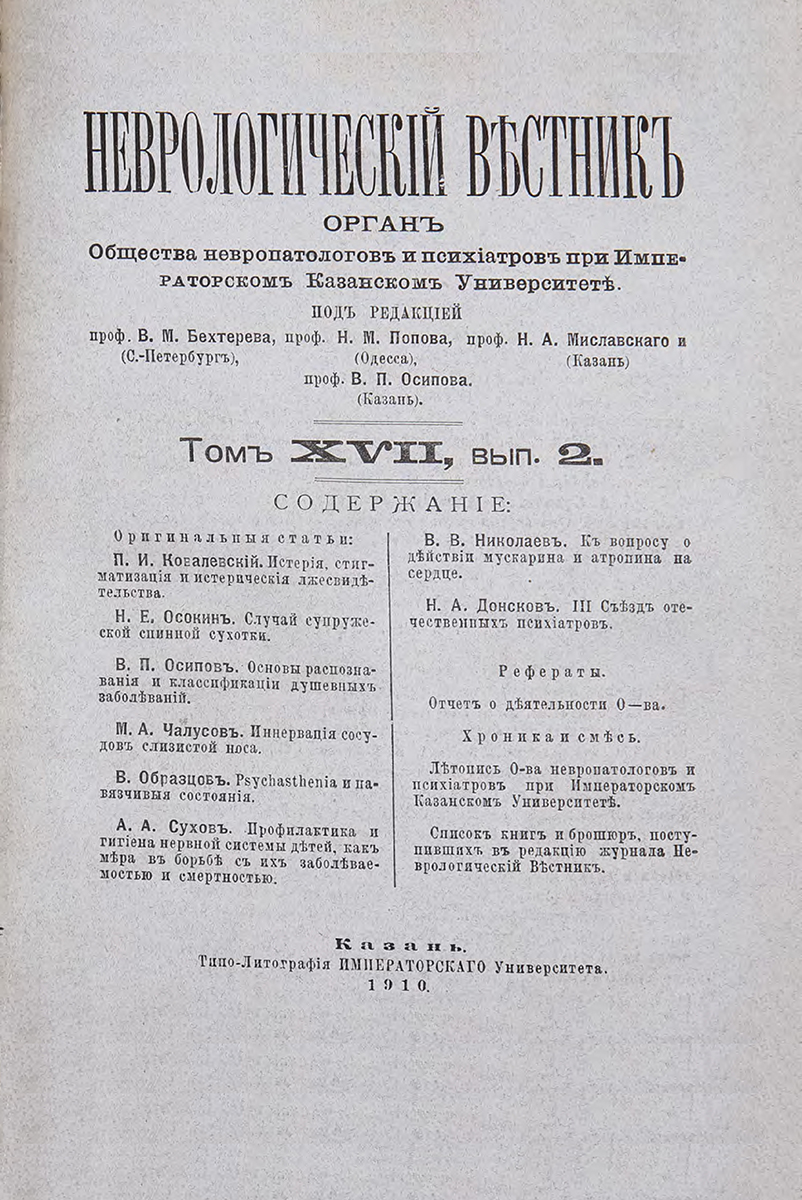 НЕВРОЛОГИЧЕСКІЙ ВѢСТНИКЪ
ОРГАНЪ
Общества невропатологовъ и психіатровъ при Импе-
раторскомъ Казанскомъ Университетѣ.
ПОДЪ РЕДАКЦІЕЙ
проф. В. М. Бехтерева, проф. Н. М. Попова, проф. Н. А. Миславскаго и
(С.-Петербургъ), (Одесса), (Казань)
проф. В. П. Осипова.
(Казань).
Томъ XVII, вып. 2.
СОДЕРЖАНІЕ:
Оригинальныя статьи:
П. И. Ковалевскій. Истерія, стиг-
матизація и истерическія лжесвидѣ-
тельства.
Н. Е. Осокинъ. Случай супруже-
ской спинной сухотки.
В. П. Осиповъ. Основы распозна-
ванія и классификаціи душевныхъ
заболѣваній.
М. А. Чалусовъ. Иннервація сосу-
довъ слизистой носа.
В. Образцовъ. Psychasthenia и на-
вязчивыя состоянія.
А. А. Суховъ. Профилактика и
гигіена нервной системы дѣтей, какъ
мѣра въ борьбѣ съ ихъ заболѣвае-
мостью и смертностью.
В. В. Николаевъ. Къ вопросу о
дѣйствіи мускарина и атропина на
сердце.
Н. А. Донсковъ. III Съѣздъ оте-
чественныхъ психіатровъ.
Рефераты.
Отчетъ о дѣятельности О—ва.
Хроника и смѣсь.
Лѣтопись О-ва невропатологовъ и
психіатровъ при Императорскомъ
Казанскомъ Университетѣ.
Списокъ книгъ и брошюръ, посту-
пившихъ въ редакцію журнала Не-
врологическій Вѣстникъ.
Казань.
Типо-Литографія ИМПЕРАТОРСКАГО Университета.
1910.